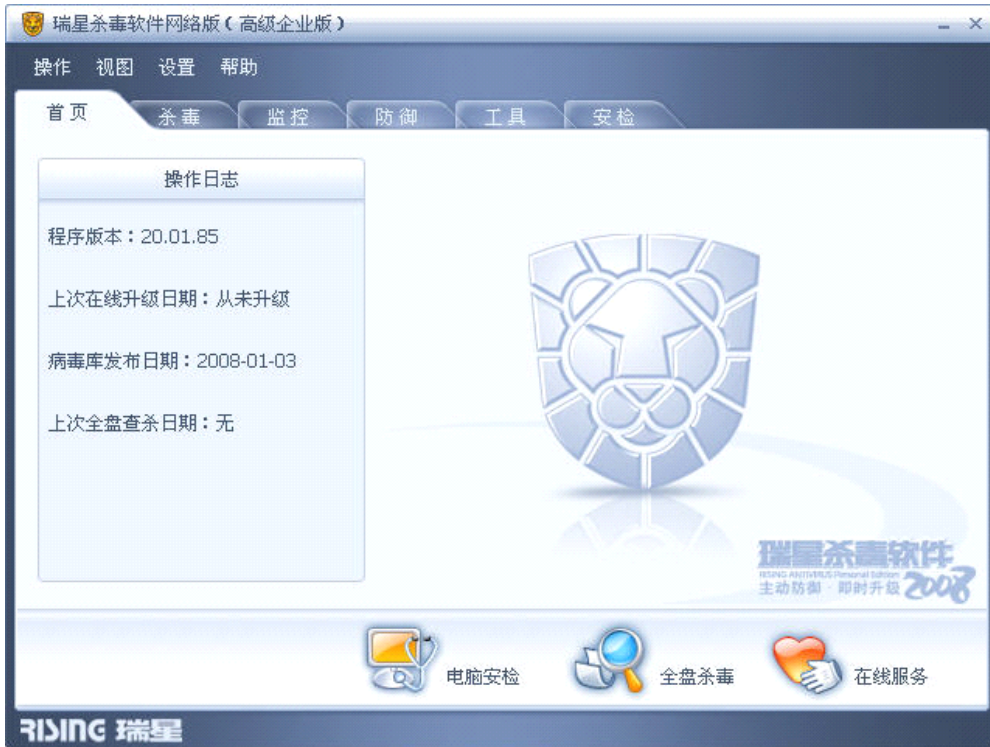 瑞星杀毒软件网络版(高级企业版)
操作 视图 设置 帮助
首页 杀毒 监控 防御 工具 安检
操作日志
程序版本：20.01.85
上次在线升级日期：从未升级
病毒库发布日期：2008-01-03
上次全盘查杀日期：无
瑞星杀毒软件
RISING ANTIVIRUS Personal Edition
主动防御·即时升级 2008
电脑安检 全盘杀毒 在线服务
RISING 瑞星